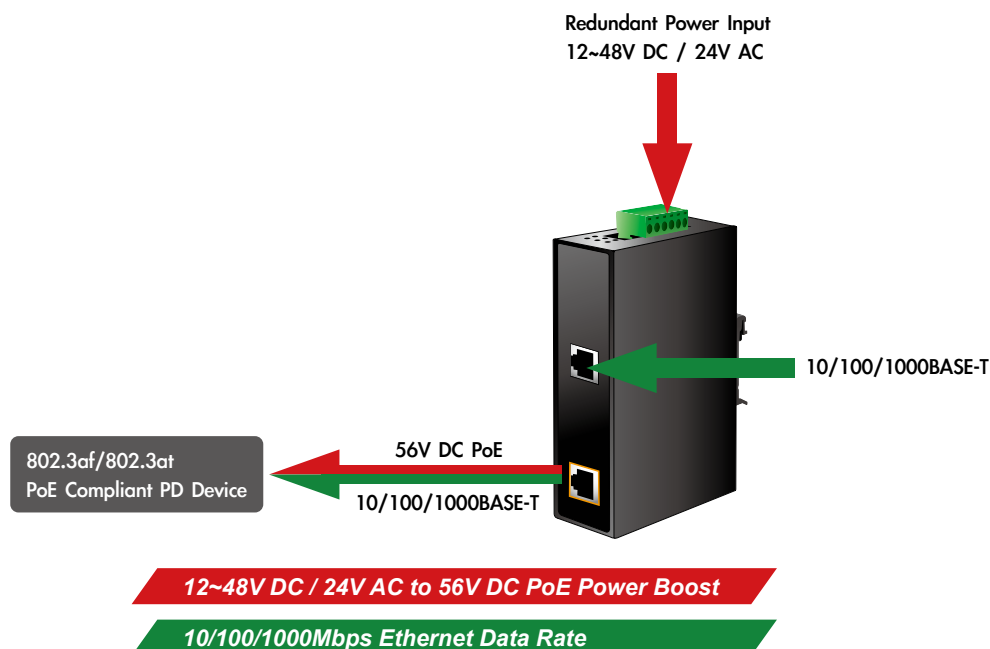 Redundant Power Input
12~48V DC / 24V AC
10/100/1000BASE-T
56V DC PoE
802.3af/802.3at
PoE Compliant PD Device
10/100/1000BASE-T
12~48V DC / 24V AC to 56V DC PoE Power Boost
10/100/1000Mbps Ethernet Data Rate